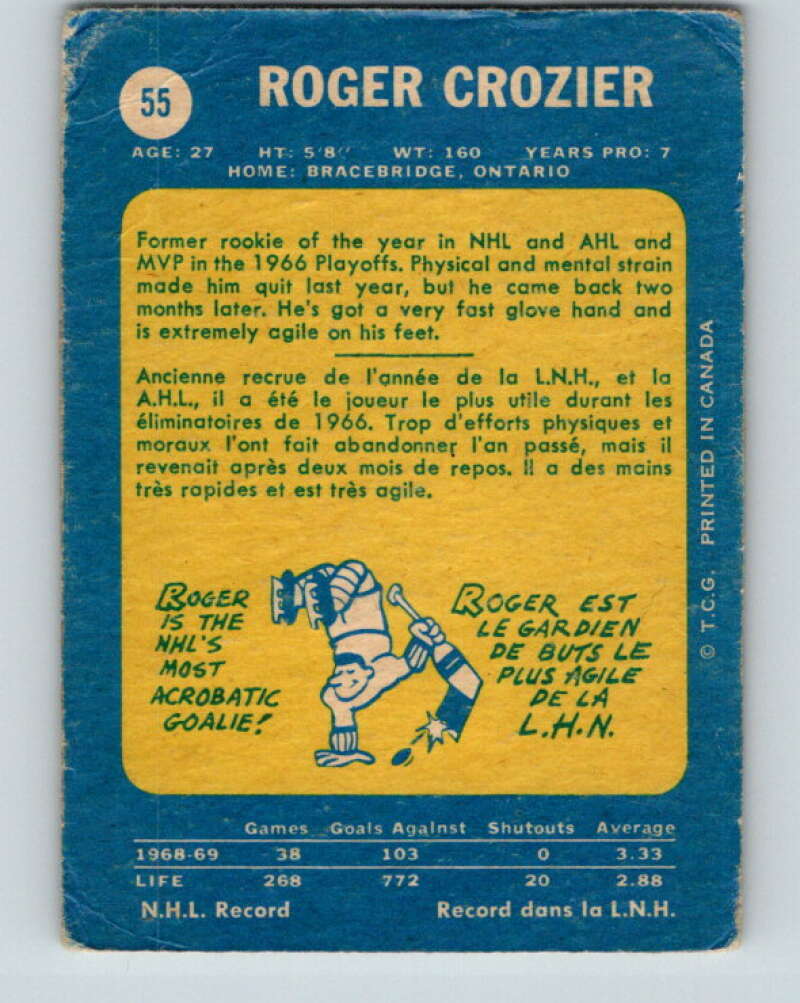 55
ROGER CROZIER
AGE: 27 HT: 5'8" WT: 160 YEARS PRO: 7
HOME: BRACEBRIDGE, ONTARIO
Former rookie of the year in NHL and AHL and
MVP in the 1966 Playoffs. Physical and mental strain
made him quit last year, but he came back two
months later. He's got a very fast glove hand and
is extremely agile on his feet.
Ancienne recrue de l'année de la L.N.H., et la
A.H.L., il a été le joueur le plus utile durant les
éliminatoires de 1966. Trop d'efforts physiques et
moraux l'ont fait abandonner l'an passé, mais il
revenait après deux mois de repos. Il a des mains
très rapides et est très agile.
ROGER
IS THE
NHL'S
MOST
ACROBATIC
GOALIE!
ROGER EST
LE GARDIEN
DE BUTS LE
PLUS AGILE
DE LA
L.H.N.
© T.C.G. PRINTED IN CANADA
Games Goals Against Shutouts Average
1968-69 38 103 0 3.33
LIFE 268 772 20 2.88
N.H.L. Record Record dans la L.N.H.